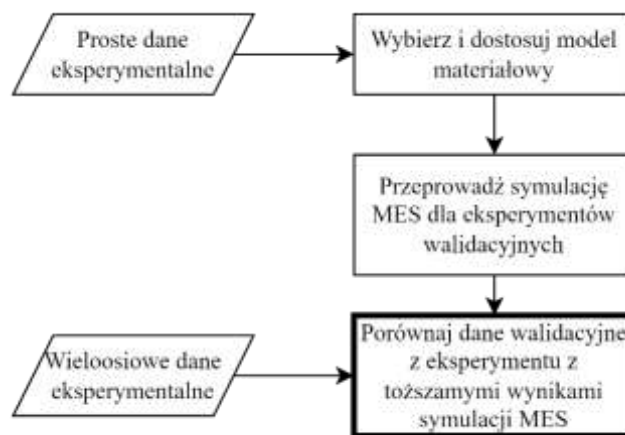 Proste dane
eksperymentalne
Wybierz i dostosuj model
materiałowy
Przeprowadź symulację
MES dla eksperymentów
walidacyjnych
Wieloosiowe dane
eksperymentalne
Porównaj dane walidacyjne
z eksperymentu z
tożsamymi wynikami
symulacji MES